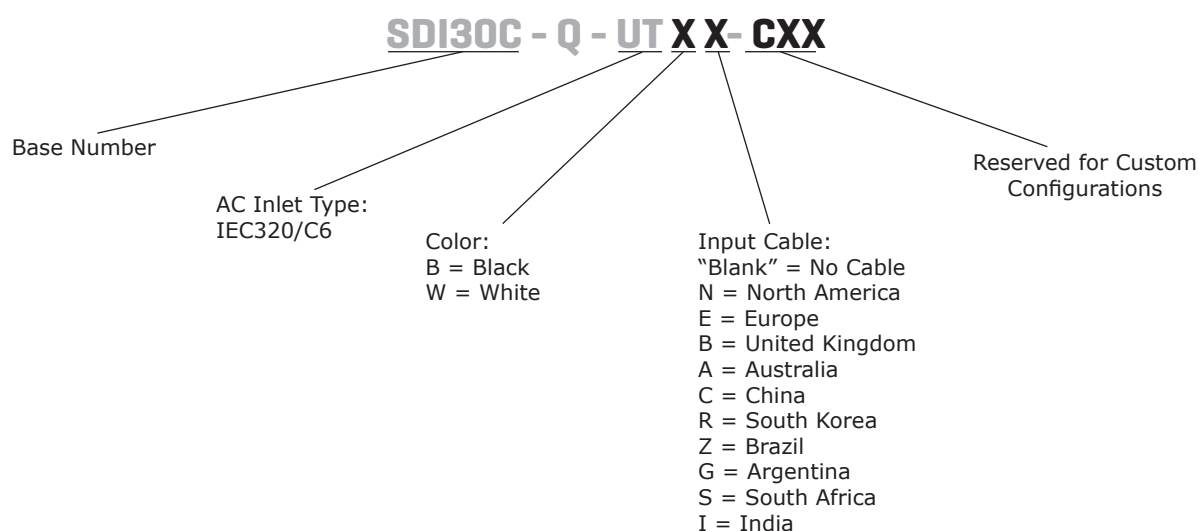 SDI30C - Q - UT X X- CXX
Base Number
AC Inlet Type:
IEC320/C6
Color:
B = Black
W = White
Input Cable:
“Blank” = No Cable
N = North America
E = Europe
B = United Kingdom
A = Australia
C = China
R = South Korea
Z = Brazil
G = Argentina
S = South Africa
I = India
Reserved for Custom
Configurations